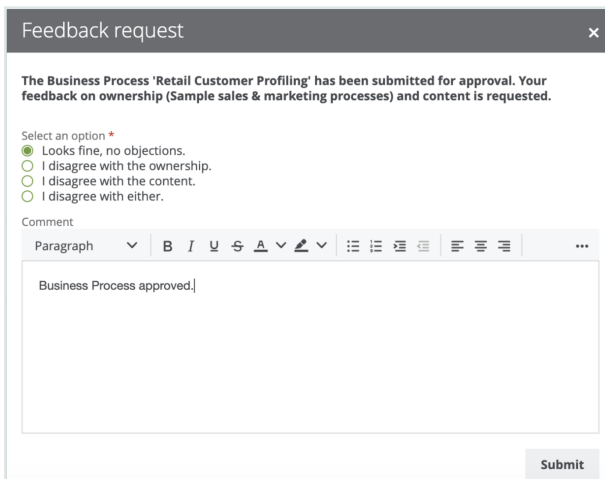 Feedback request
The Business Process 'Retail Customer Profiling' has been submitted for approval. Your
feedback on ownership (Sample sales & marketing processes) and content is requested.
Select an option *
Looks fine, no objections.
I disagree with the ownership.
I disagree with the content.
I disagree with either.
Comment
Paragraph B I U S A
Business Process approved.
Submit